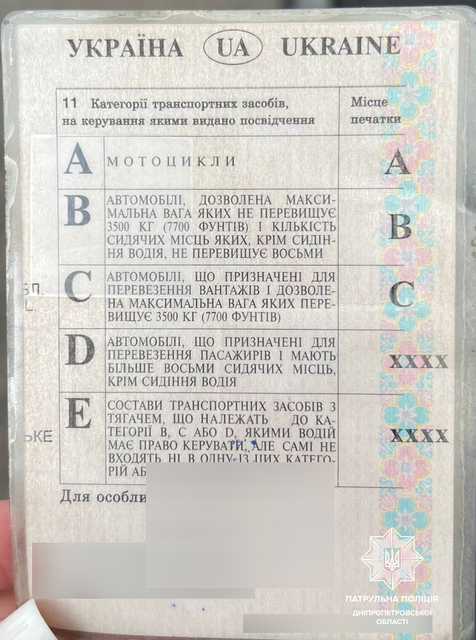 УКРАЇНА UA UKRAINE
11 Категорії транспортних засобів,
на керування якими видано посвідчення
Місце
печатки
A МОТОЦИКЛИ A
B АВТОМОБІЛІ, ДОЗВОЛЕНА МАКСИ-
МАЛЬНА ВАГА ЯКИХ НЕ ПЕРЕВИЩУЄ
3500 КГ (7700 ФУНТІВ) І КІЛЬКІСТЬ
СИДЯЧИХ МІСЦЬ ЯКИХ, КРІМ СИДІН-
НЯ ВОДІЯ, НЕ ПЕРЕВИЩУЄ ВОСЬМИ
B
C АВТОМОБІЛІ, ЩО ПРИЗНАЧЕНІ ДЛЯ
ПЕРЕВЕЗЕННЯ ВАНТАЖІВ І ДОЗВОЛЕ-
НА МАКСИМАЛЬНА ВАГА ЯКИХ ПЕРЕ-
ВИЩУЄ 3500 КГ (7700 ФУНТІВ)
C
D АВТОМОБІЛІ, ЩО ПРИЗНАЧЕНІ ДЛЯ
ПЕРЕВЕЗЕННЯ ПАСАЖИРІВ І МАЮТЬ
БІЛЬШЕ ВОСЬМИ СИДЯЧИХ МІСЦЬ,
КРІМ СИДІННЯ ВОДІЯ
XXXX
E СОСТАВИ ТРАНСПОРТНИХ ЗАСОБІВ З
ТЯГАЧЕМ, ЩО НАЛЕЖАТЬ ДО КА-
ТЕГОРІЇ B, C АБО D, ЯКИМИ ВОДІЙ
МАЄ ПРАВО КЕРУВАТИ, АЛЕ САМІ НЕ
ВХОДЯТЬ НІ В ОДНУ ІЗ ЦИХ КАТЕГО-
РІЙ АБ
XXXX
Для особли
ПАТРУЛЬНА ПОЛІЦІЯ
ДНІПРОПЕТРОВСЬКОЇ
ОБЛАСТІ